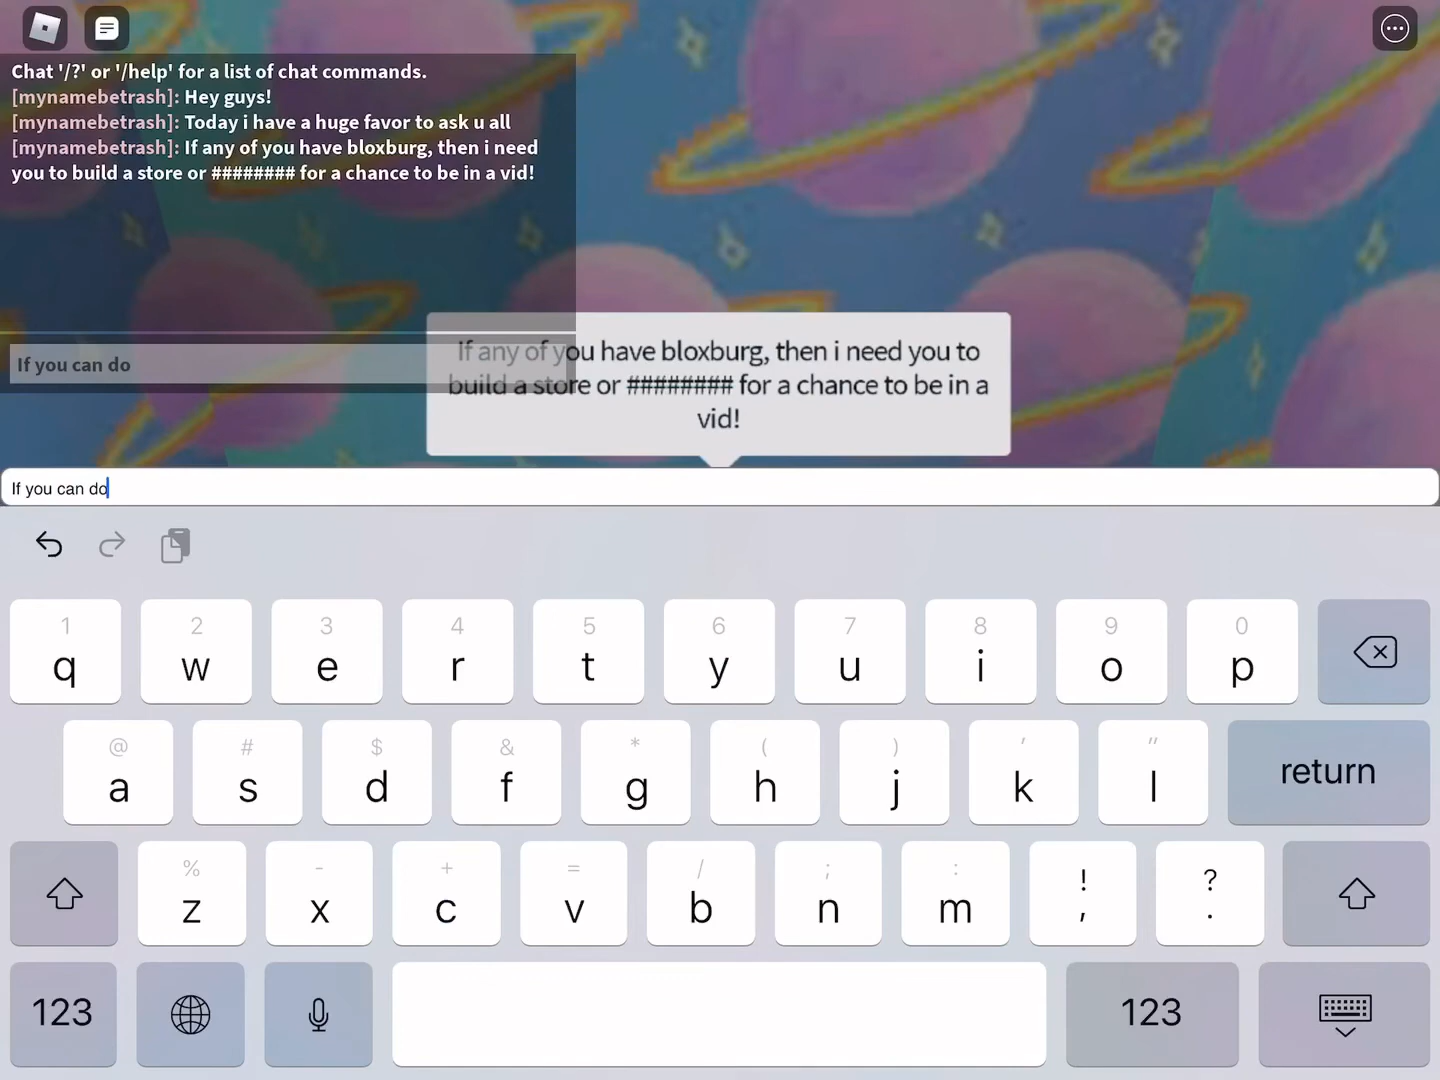 Chat '/?' or '/help' for a list of chat commands.
[mynamebetrash]: Hey guys!
[mynamebetrash]: Today i have a huge favor to ask u all
[mynamebetrash]: If any of you have bloxburg, then i need
you to build a store or ######## for a chance to be in a vid!
If any of you have bloxburg, then i need you to
build a store or ######## for a chance to be in a
vid!
If you can do
If you can do
1 2 3 4 5 6 7 8 9 0
q w e r t y u i o p
@ # $ & * ( ) ' "
a s d f g h j k l return
% - + = / ; : ! ?
z x c v b n m , .
123 123